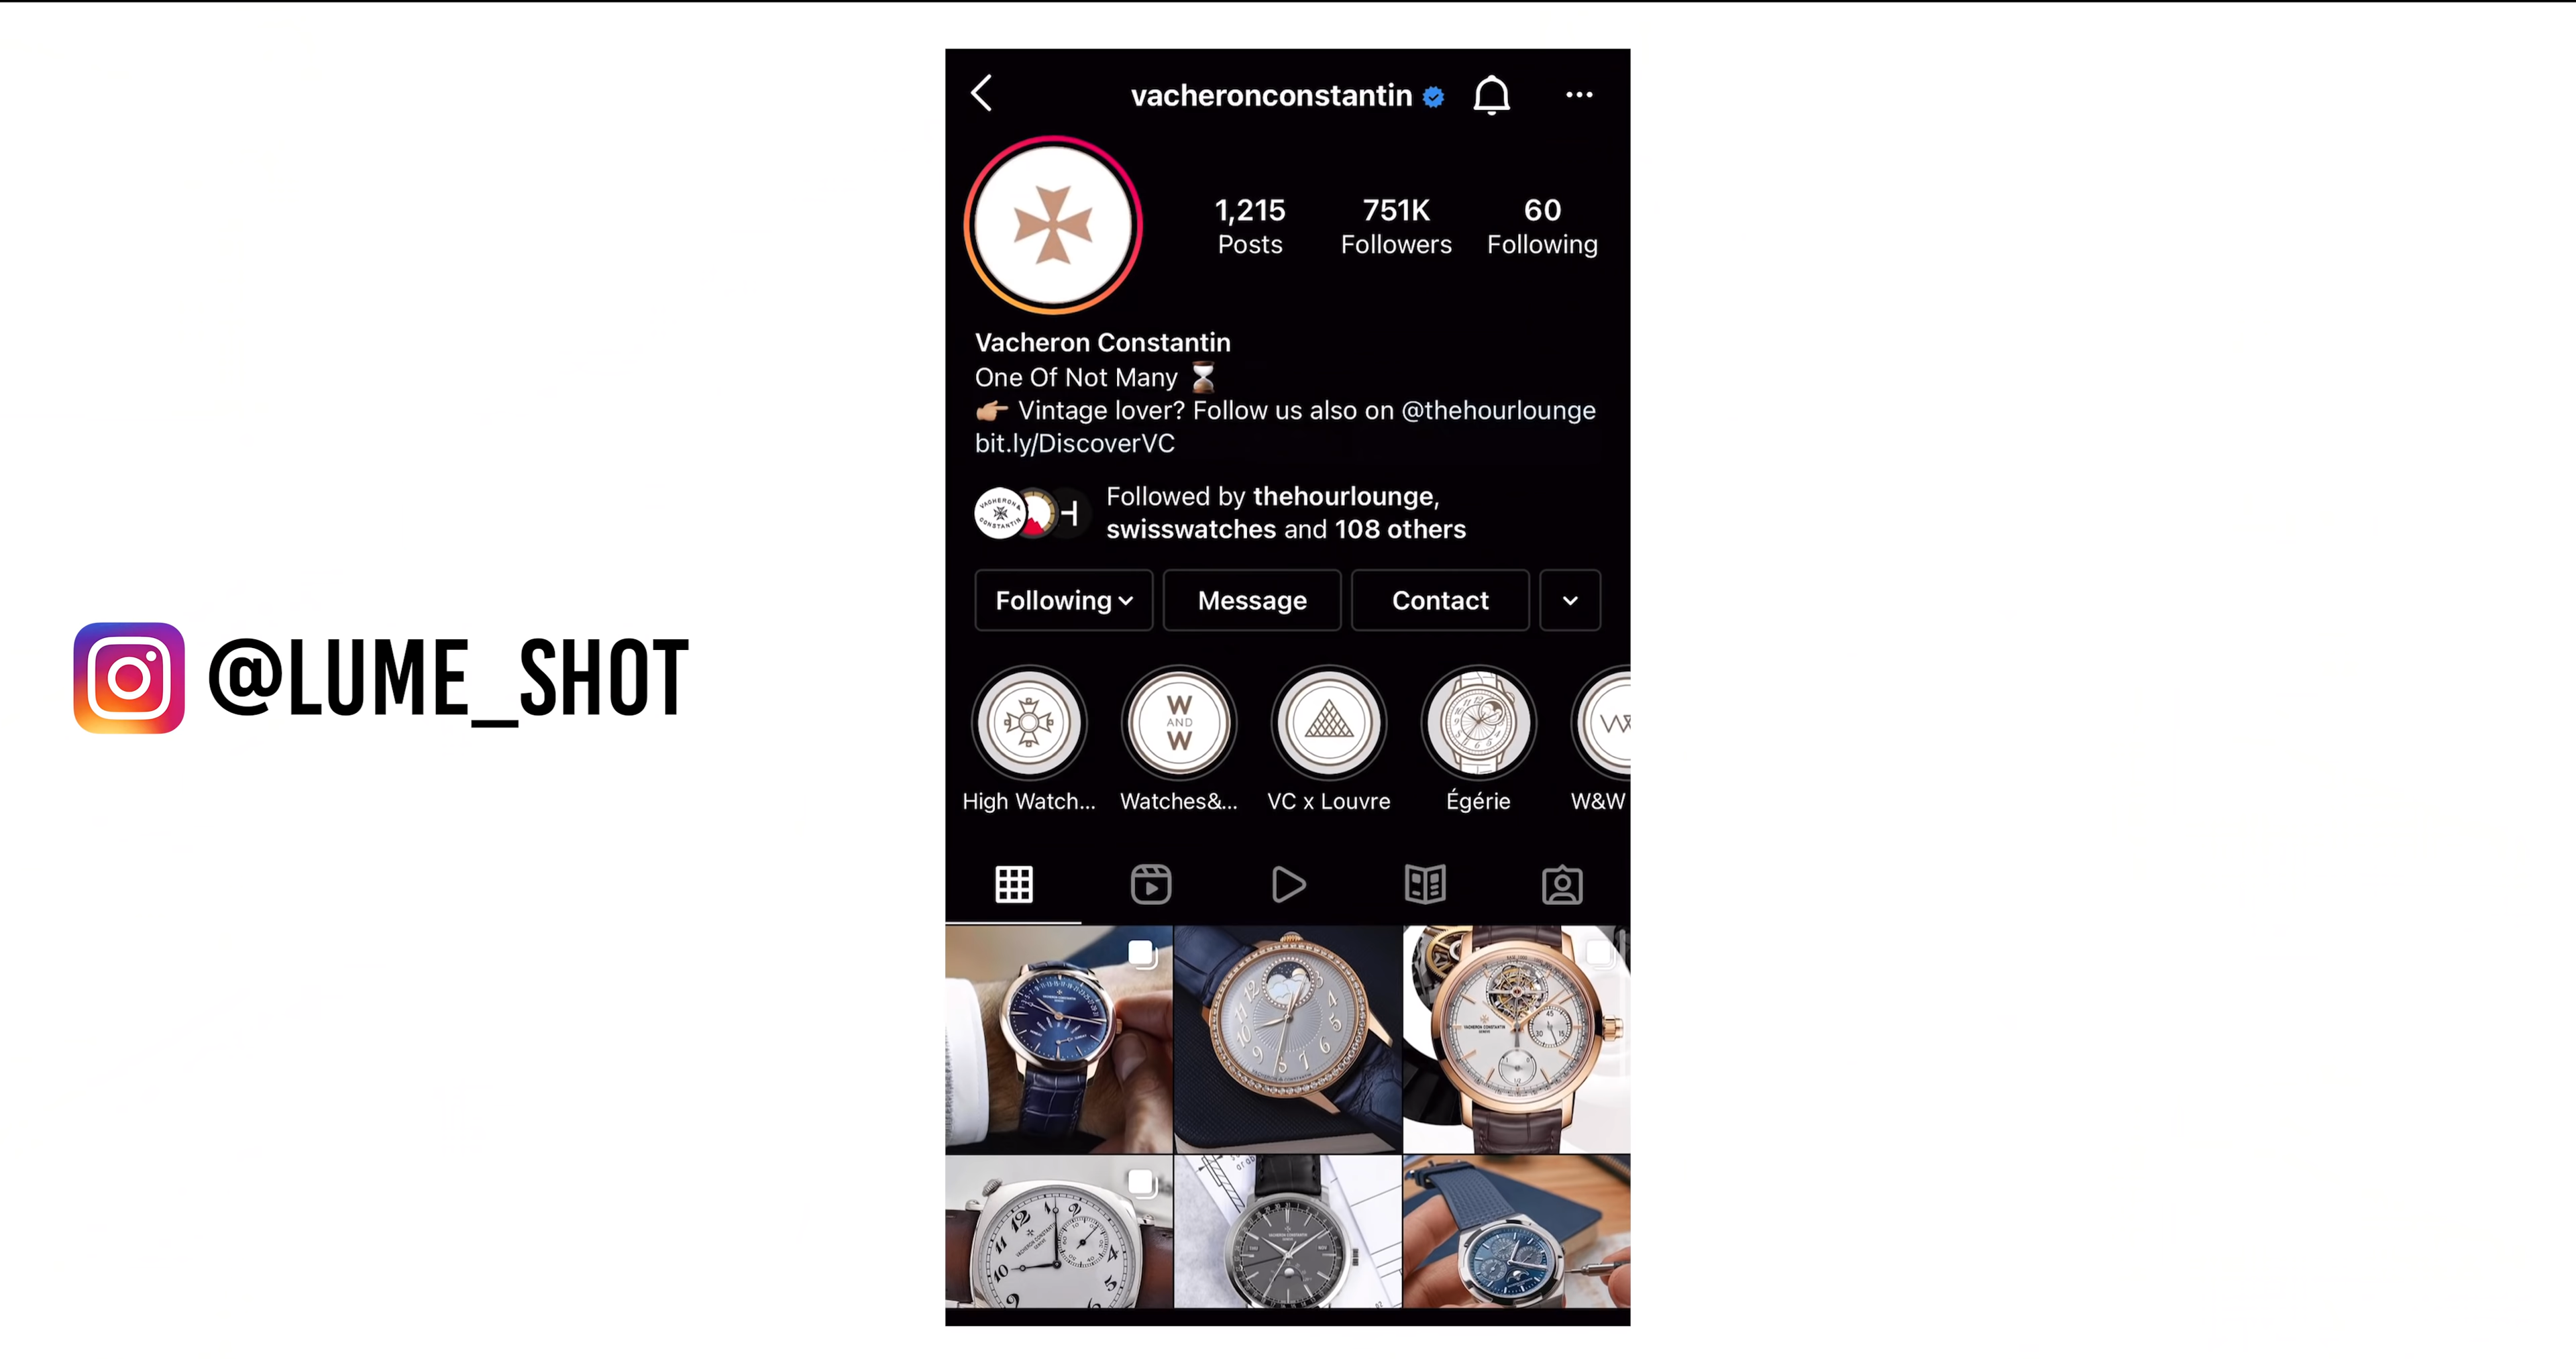 vacheronconstantin
1,215
Posts
751K
Followers
60
Following
Vacheron Constantin
One Of Not Many ⏳
👉🏼 Vintage lover? Follow us also on @thehourlounge
bit.ly/DiscoverVC
Followed by thehourlounge,
swisswatches and 108 others
Following
Message
Contact
@LUME_SHOT
W
AND
W
High Watch...
Watches&...
VC x Louvre
Égérie
W&W